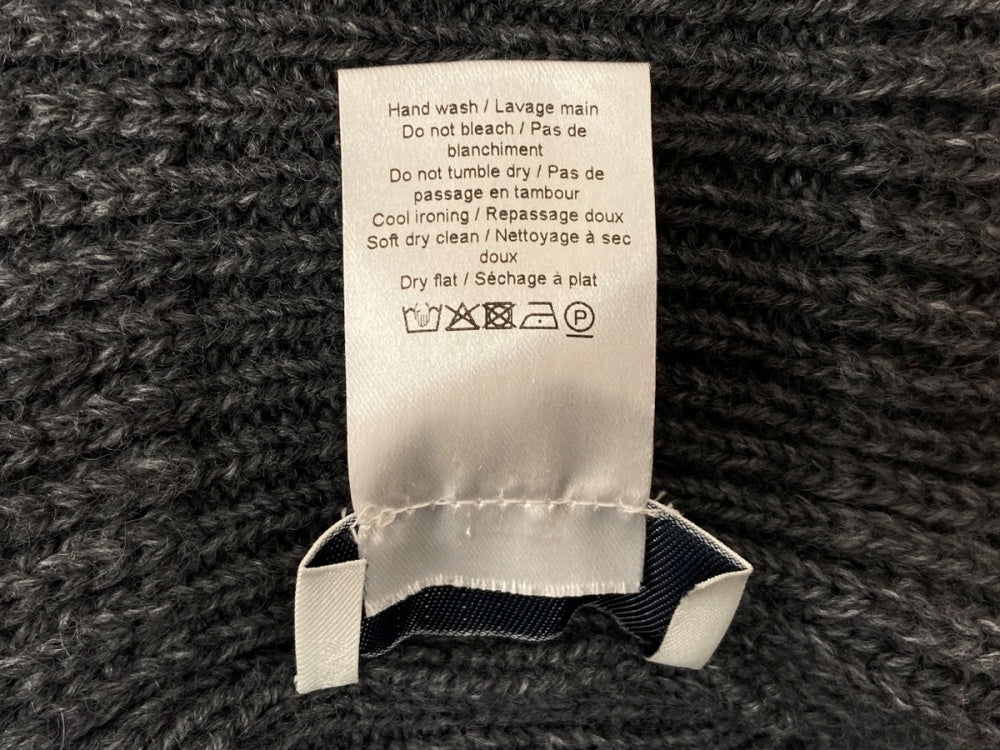 Hand wash / Lavage main
Do not bleach / Pas de
blanchiment
Do not tumble dry / Pas de
passage en tambour
Cool ironing / Repassage doux
Soft dry clean / Nettoyage à sec
doux
Dry flat / Séchage à plat
P